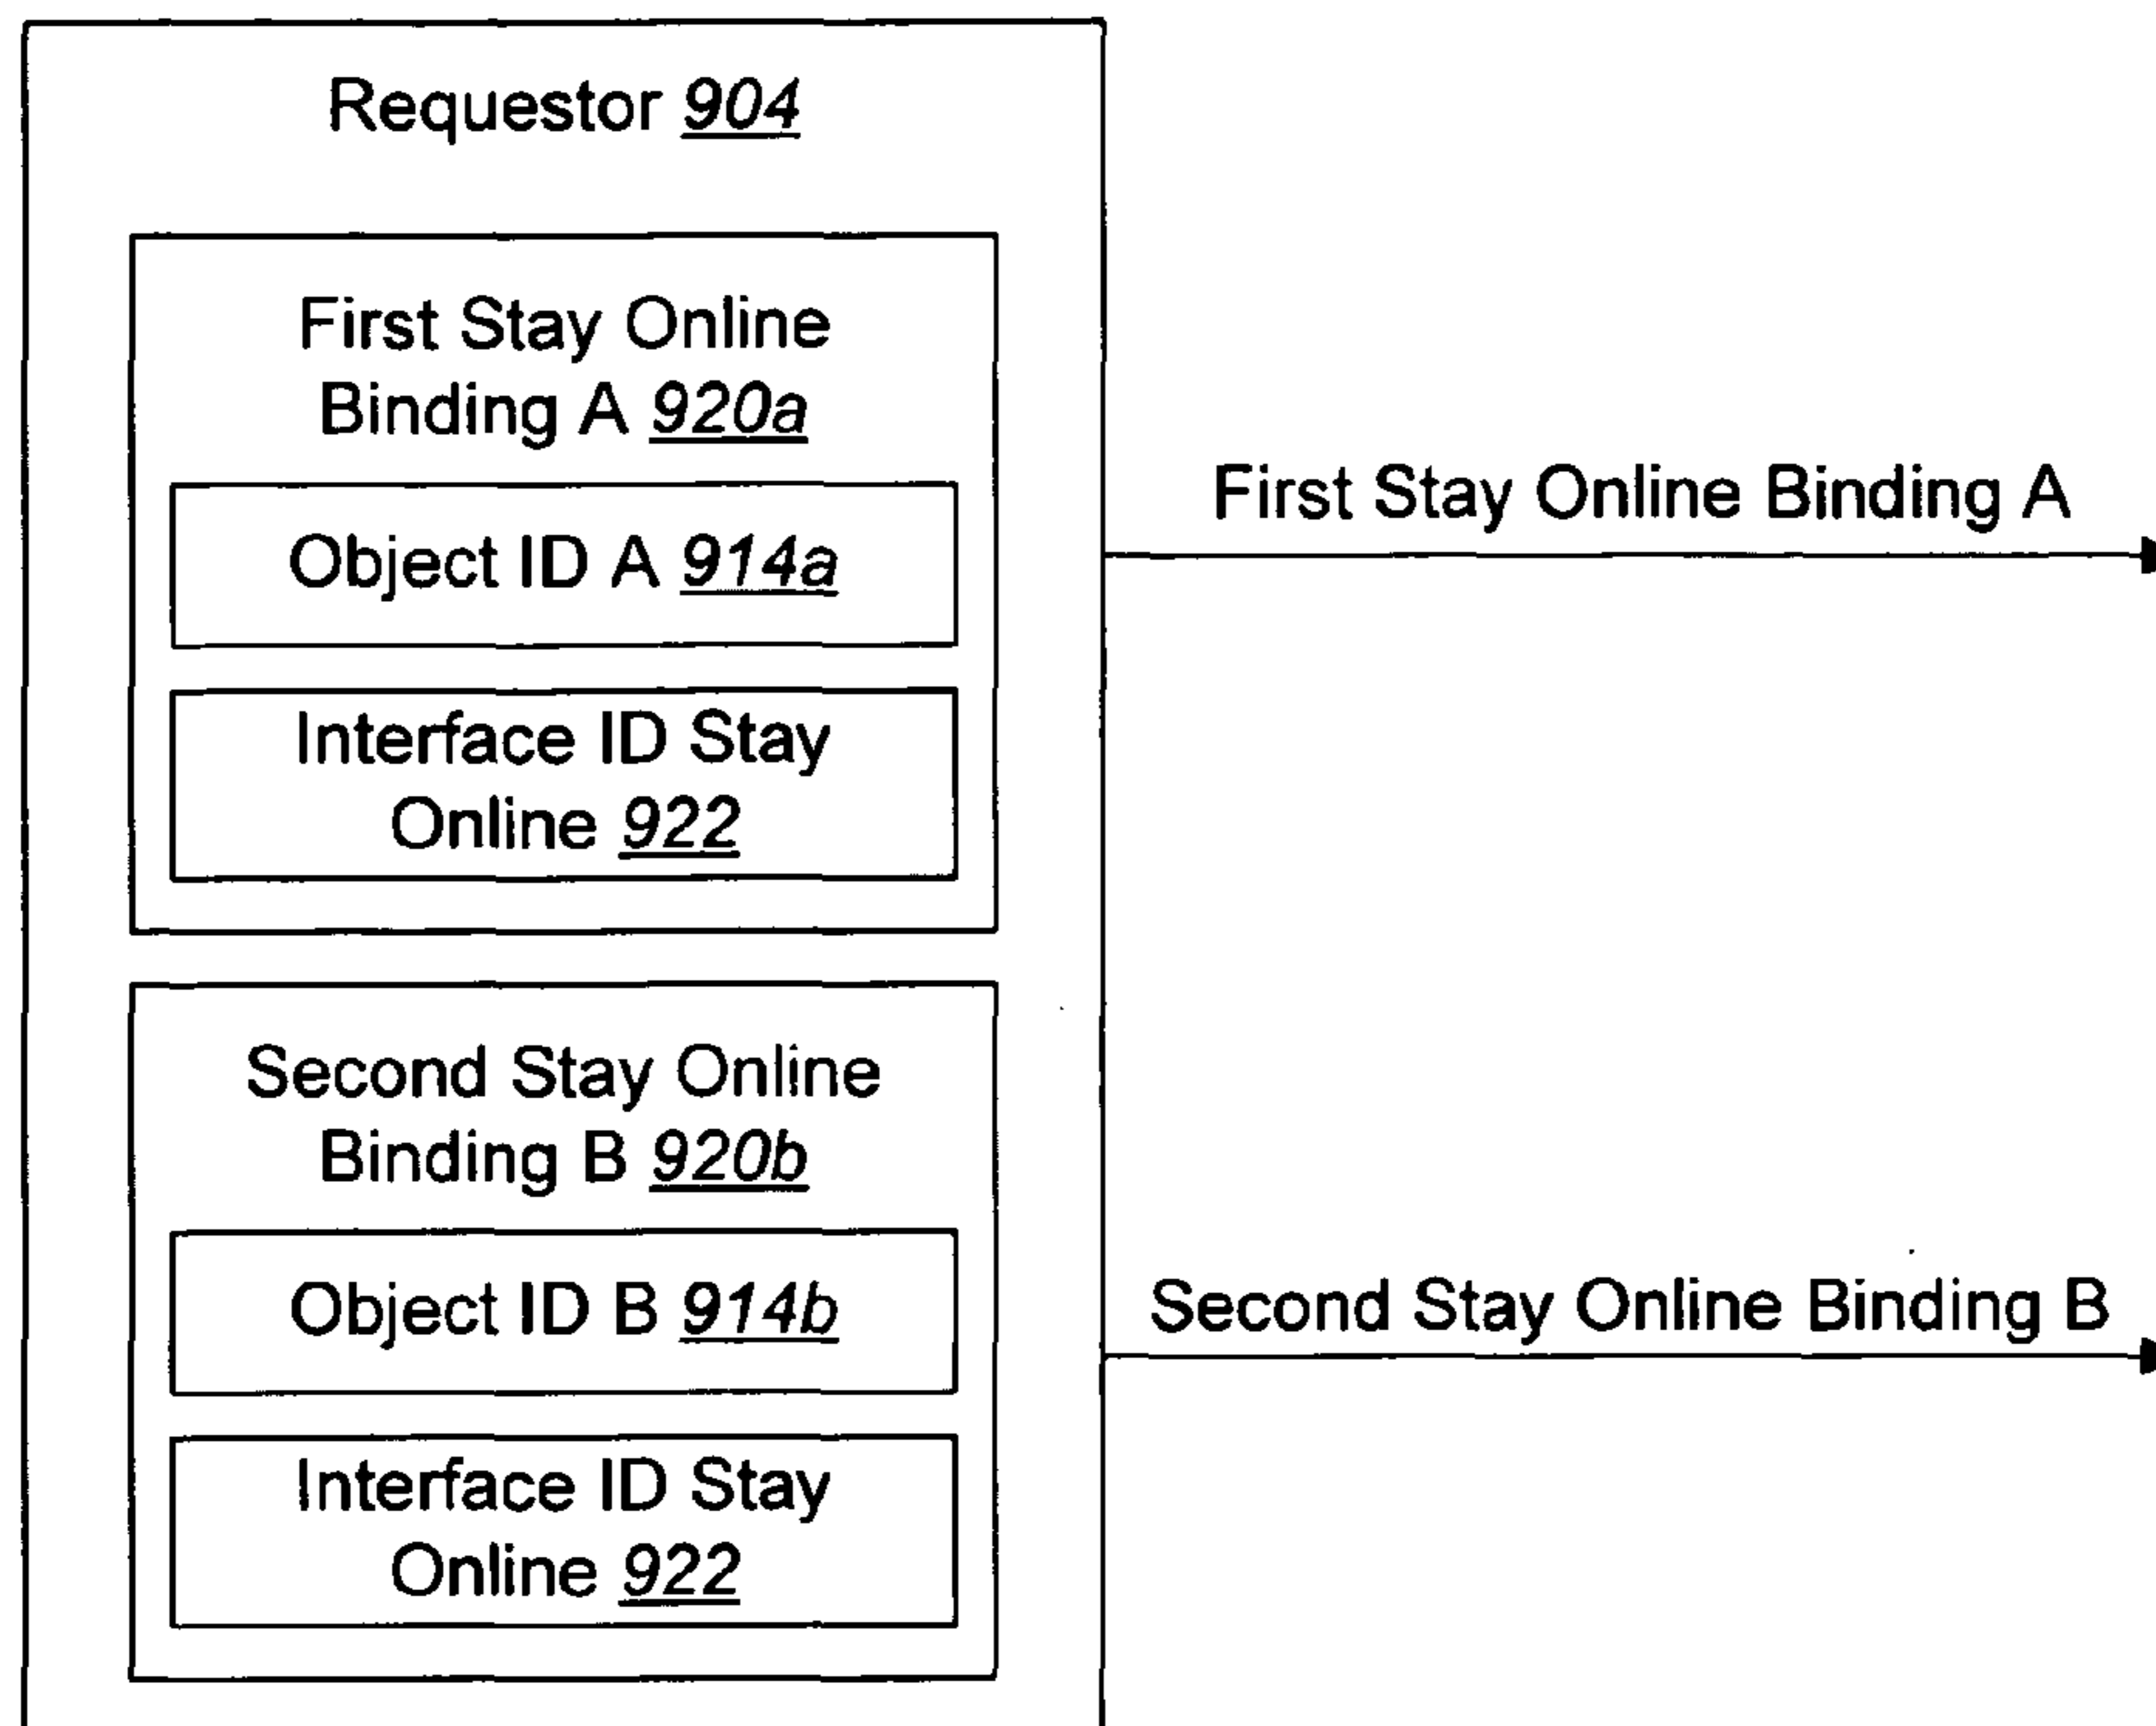 Requestor 904
First Stay Online
Binding A 920a
Object ID A 914a
Interface ID Stay
Online 922
First Stay Online Binding A
Second Stay Online
Binding B 920b
Object ID B 914b
Interface ID Stay
Online 922
Second Stay Online Binding B